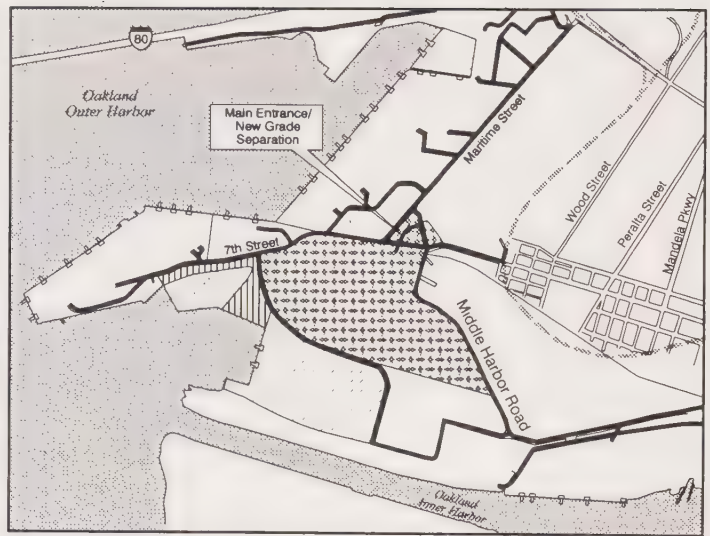 80
Oakland
Outer Harbor
Main Entrance/
New Grade
Separation
Maritime Street
Wood Street
Peralta Street
Mandela Pkwy
7th Street
Middle Harbor Road
Oakland
Inner Harbor